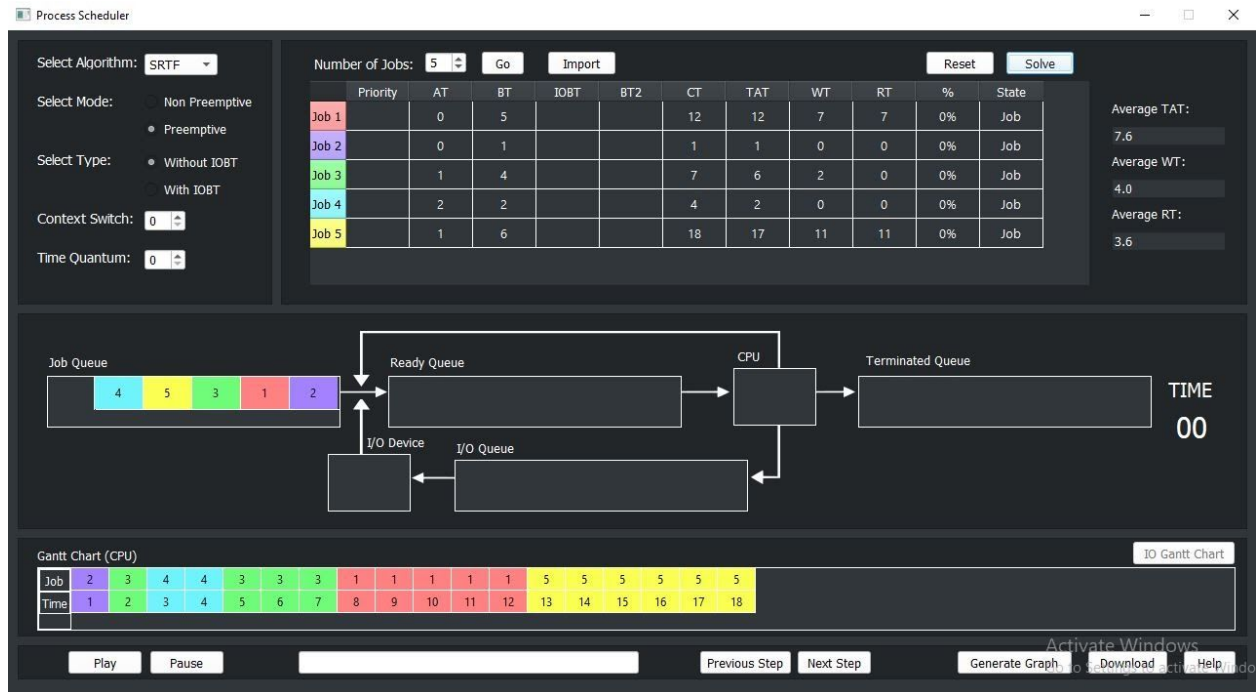 Process Scheduler
Select Algorithm: SRTF
Select Mode: Non Preemptive
Preemptive
Select Type: Without IOBT
With IOBT
Context Switch: 0
Time Quantum: 0
Number of Jobs: 5 Go Import Reset Solve
Priority AT BT IOBT BT2 CT TAT WT RT % State
Job 1 0 5 12 12 7 7 0% Job
Job 2 0 1 1 1 0 0 0% Job
Job 3 1 4 7 6 2 0 0% Job
Job 4 2 2 4 2 0 0 0% Job
Job 5 1 6 18 17 11 11 0% Job
Average TAT:
7.6
Average WT:
4.0
Average RT:
3.6
Job Queue
4 5 3 1 2
Ready Queue
CPU
Terminated Queue
TIME
00
I/O Device
I/O Queue
Gantt Chart (CPU)
IO Gantt Chart
Job 2 3 4 4 3 3 3 1 1 1 1 1 5 5 5 5 5 5
Time 1 2 3 4 5 6 7 8 9 10 11 12 13 14 15 16 17 18
Activate Windows
Go to Settings to activate Windo
Play Pause Previous Step Next Step Generate Graph Download Help